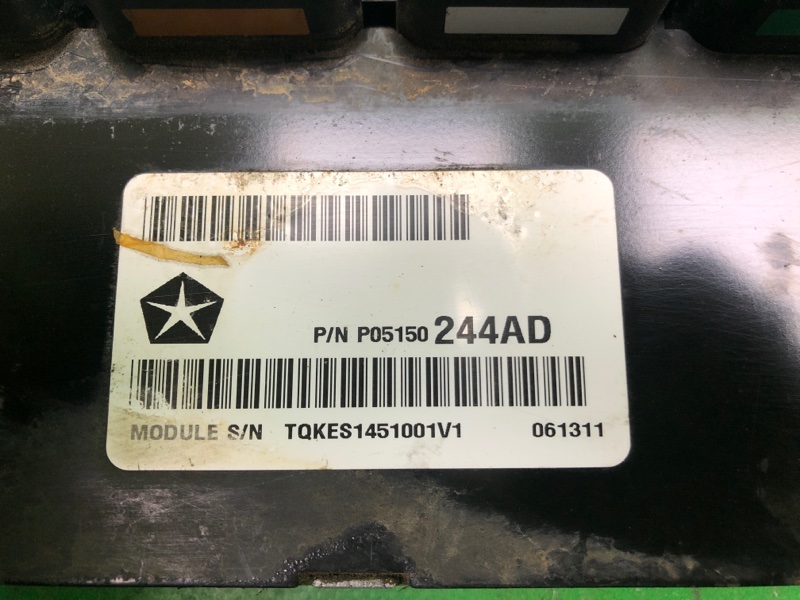 P/N P05150 244AD
MODULE S/N TQKES1451001V1 061311